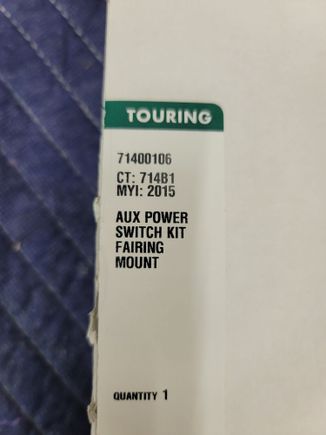 TOURING
71400106
CT: 714B1
MYI: 2015
AUX POWER
SWITCH KIT
FAIRING
MOUNT
QUANTITY 1